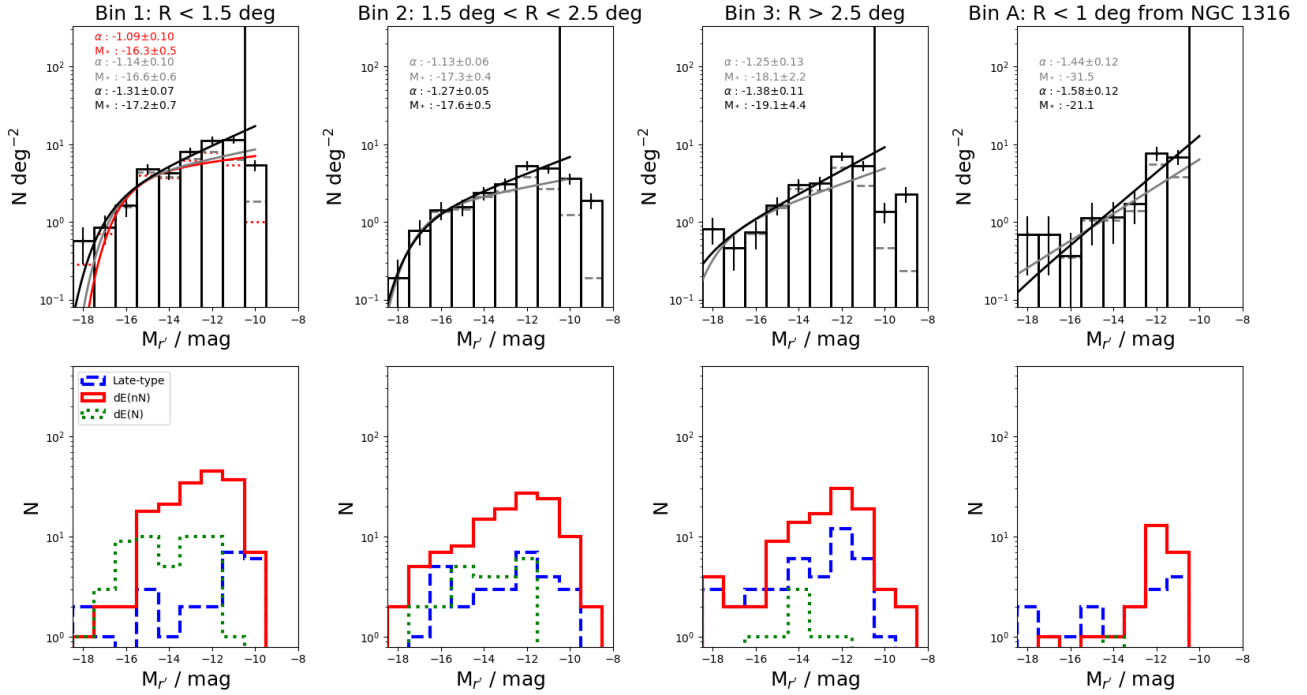 Bin 1: R < 1.5 deg
Bin 2: 1.5 deg < R < 2.5 deg
Bin 3: R > 2.5 deg
Bin A: R < 1 deg from NGC 1316
N deg⁻²
10²
10¹
10⁰
10⁻¹
α : -1.09±0.10
M* : -16.3±0.5
α : -1.14±0.10
M* : -16.6±0.6
α : -1.31±0.07
M* : -17.2±0.7
−18 −16 −14 −12 −10 −8
M_r′ / mag
N deg⁻²
10²
10¹
10⁰
10⁻¹
α : -1.13±0.06
M* : -17.3±0.4
α : -1.27±0.05
M* : -17.6±0.5
−18 −16 −14 −12 −10 −8
M_r′ / mag
N deg⁻²
10²
10¹
10⁰
10⁻¹
α : -1.25±0.13
M* : -18.1±2.2
α : -1.38±0.11
M* : -19.1±4.4
−18 −16 −14 −12 −10 −8
M_r′ / mag
N deg⁻²
10²
10¹
10⁰
10⁻¹
α : -1.44±0.12
M* : -31.5
α : -1.58±0.12
M* : -21.1
−18 −16 −14 −12 −10 −8
M_r′ / mag
N
10²
10¹
10⁰
Late-type
dE(nN)
dE(N)
−18 −16 −14 −12 −10 −8
M_r′ / mag
N
10²
10¹
10⁰
−18 −16 −14 −12 −10 −8
M_r′ / mag
N
10²
10¹
10⁰
−18 −16 −14 −12 −10 −8
M_r′ / mag
N
10²
10¹
10⁰
−18 −16 −14 −12 −10 −8
M_r′ / mag